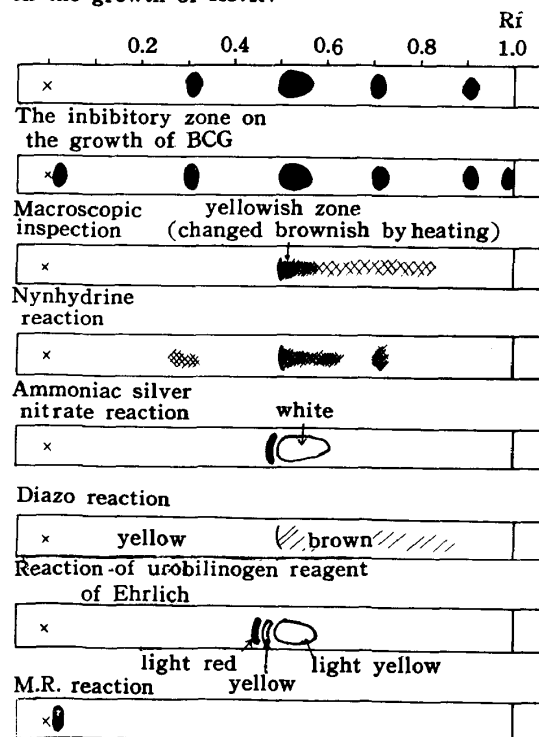 Rf
0.2 0.4 0.6 0.8 1.0
×
The inbibitory zone on
the growth of BCG
×
Macroscopic yellowish zone
inspection (changed brownish by heating)
×
Nynhydrine
reaction
×
Ammoniac silver
nitrate reaction white
×
Diazo reaction
× yellow brown
Reaction of urobilinogen reagent
of Ehrlich
×
light red light yellow
yellow
M.R. reaction
×